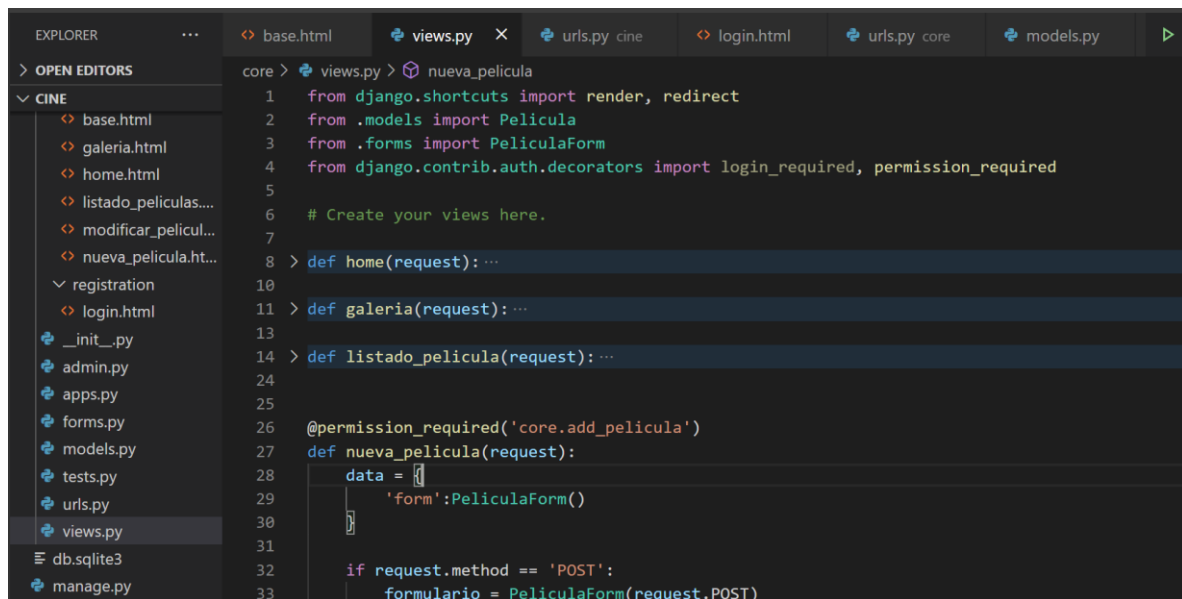 EXPLORER ...
> OPEN EDITORS
CINE
base.html
galeria.html
home.html
listado_peliculas....
modificar_pelicul...
nueva_pelicula.ht...
registration
login.html
__init__.py
admin.py
apps.py
forms.py
models.py
tests.py
urls.py
views.py
db.sqlite3
manage.py
base.html views.py × urls.py cine login.html urls.py core models.py
core > views.py > nueva_pelicula
1 from django.shortcuts import render, redirect
2 from .models import Pelicula
3 from .forms import PeliculaForm
4 from django.contrib.auth.decorators import login_required, permission_required
5
6 # Create your views here.
7
8 > def home(request): ...
10
11 > def galeria(request): ...
13
14 > def listado_pelicula(request): ...
24
25
26 @permission_required('core.add_pelicula')
27 def nueva_pelicula(request):
28 data = {
29 'form':PeliculaForm()
30 }
31
32 if request.method == 'POST':
33 formulario = PeliculaForm(request.POST)